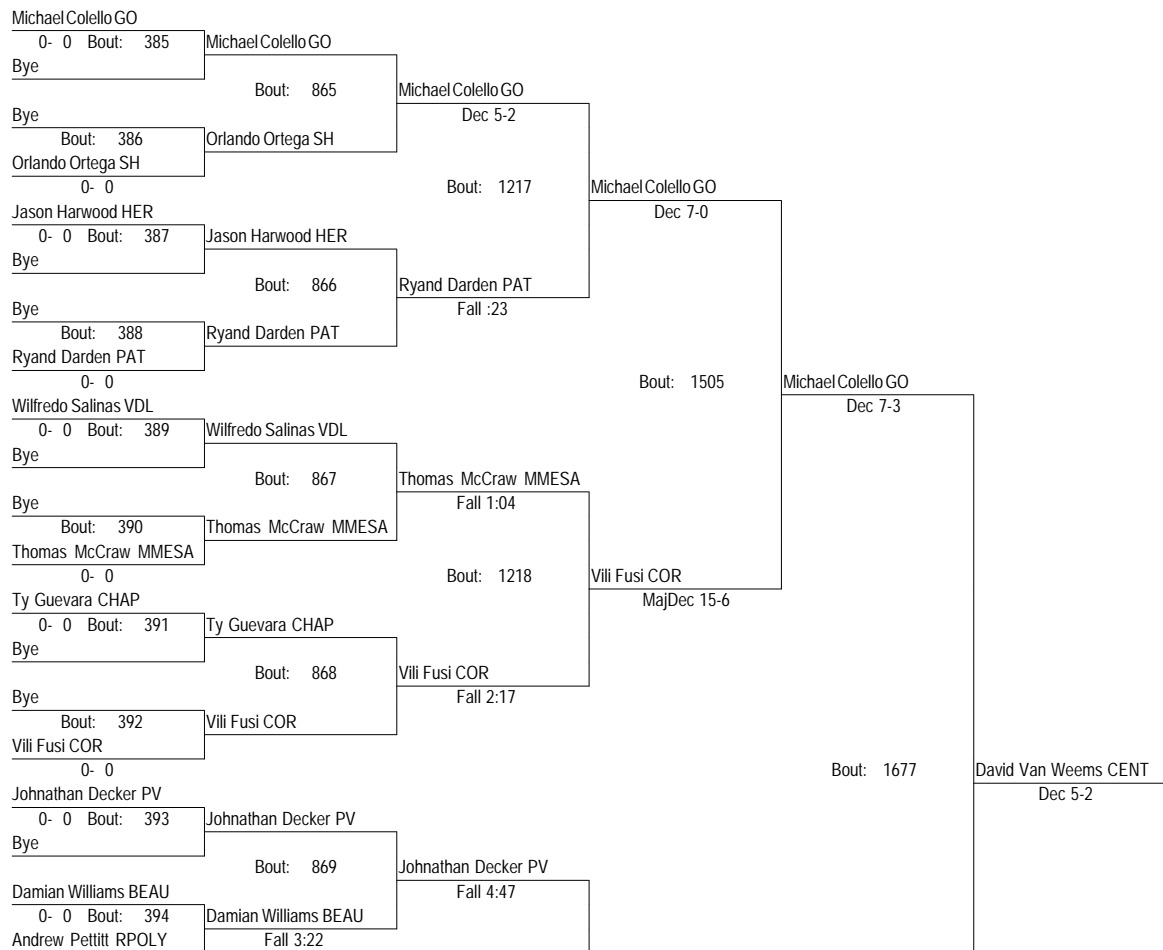 Michael Colello GO
0- 0 Bout: 385 Michael Colello GO
Bye
Bout: 865 Michael Colello GO
Bye Dec 5-2
Bout: 386 Orlando Ortega SH
Orlando Ortega SH
0- 0 Bout: 1217 Michael Colello GO
Jason Harwood HER Dec 7-0
0- 0 Bout: 387 Jason Harwood HER
Bye
Bout: 866 Ryand Darden PAT
Bye Fall :23
Bout: 388 Ryand Darden PAT
Ryand Darden PAT
0- 0 Bout: 1505 Michael Colello GO
Wilfredo Salinas VDL Dec 7-3
0- 0 Bout: 389 Wilfredo Salinas VDL
Bye
Bout: 867 Thomas McCraw MMESA
Bye Fall 1:04
Bout: 390 Thomas McCraw MMESA
Thomas McCraw MMESA
0- 0 Bout: 1218 Vili Fusi COR
Ty Guevara CHAP MajDec 15-6
0- 0 Bout: 391 Ty Guevara CHAP
Bye
Bout: 868 Vili Fusi COR
Bye Fall 2:17
Bout: 392 Vili Fusi COR
Vili Fusi COR
0- 0 Bout: 1677 David Van Weems CENT
Johnathan Decker PV Dec 5-2
0- 0 Bout: 393 Johnathan Decker PV
Bye
Bout: 869 Johnathan Decker PV
Damian Williams BEAU Fall 4:47
0- 0 Bout: 394 Damian Williams BEAU
Andrew Pettitt RPOLY Fall 3:22